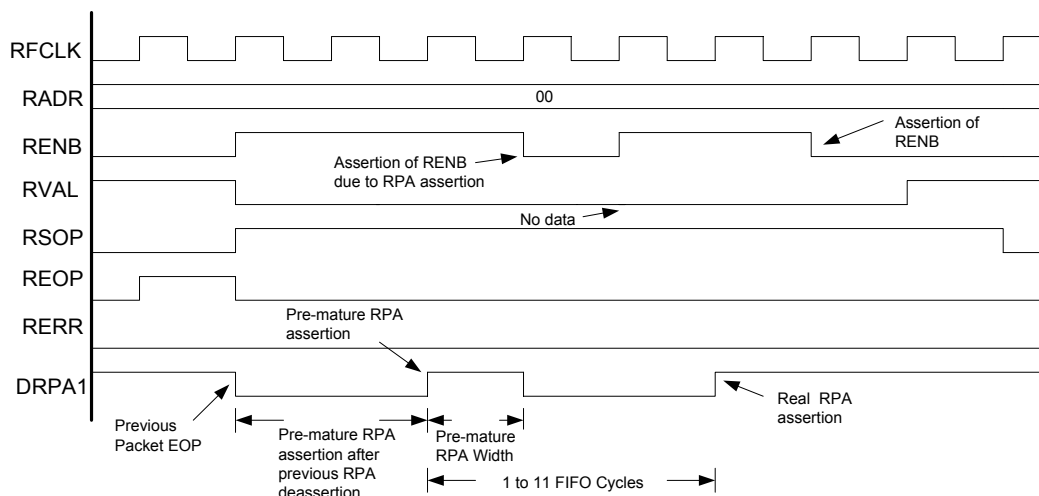 RFCLK
RADR
00
RENB
Assertion of RENB
due to RPA assertion
Assertion of
RENB
RVAL
No data
RSOP
REOP
RERR
Pre-mature RPA
assertion
DRPA1
Previous
Packet EOP
Pre-mature RPA
assertion after
previous RPA
deassertion
Pre-mature
RPA Width
Real RPA
assertion
1 to 11 FIFO Cycles